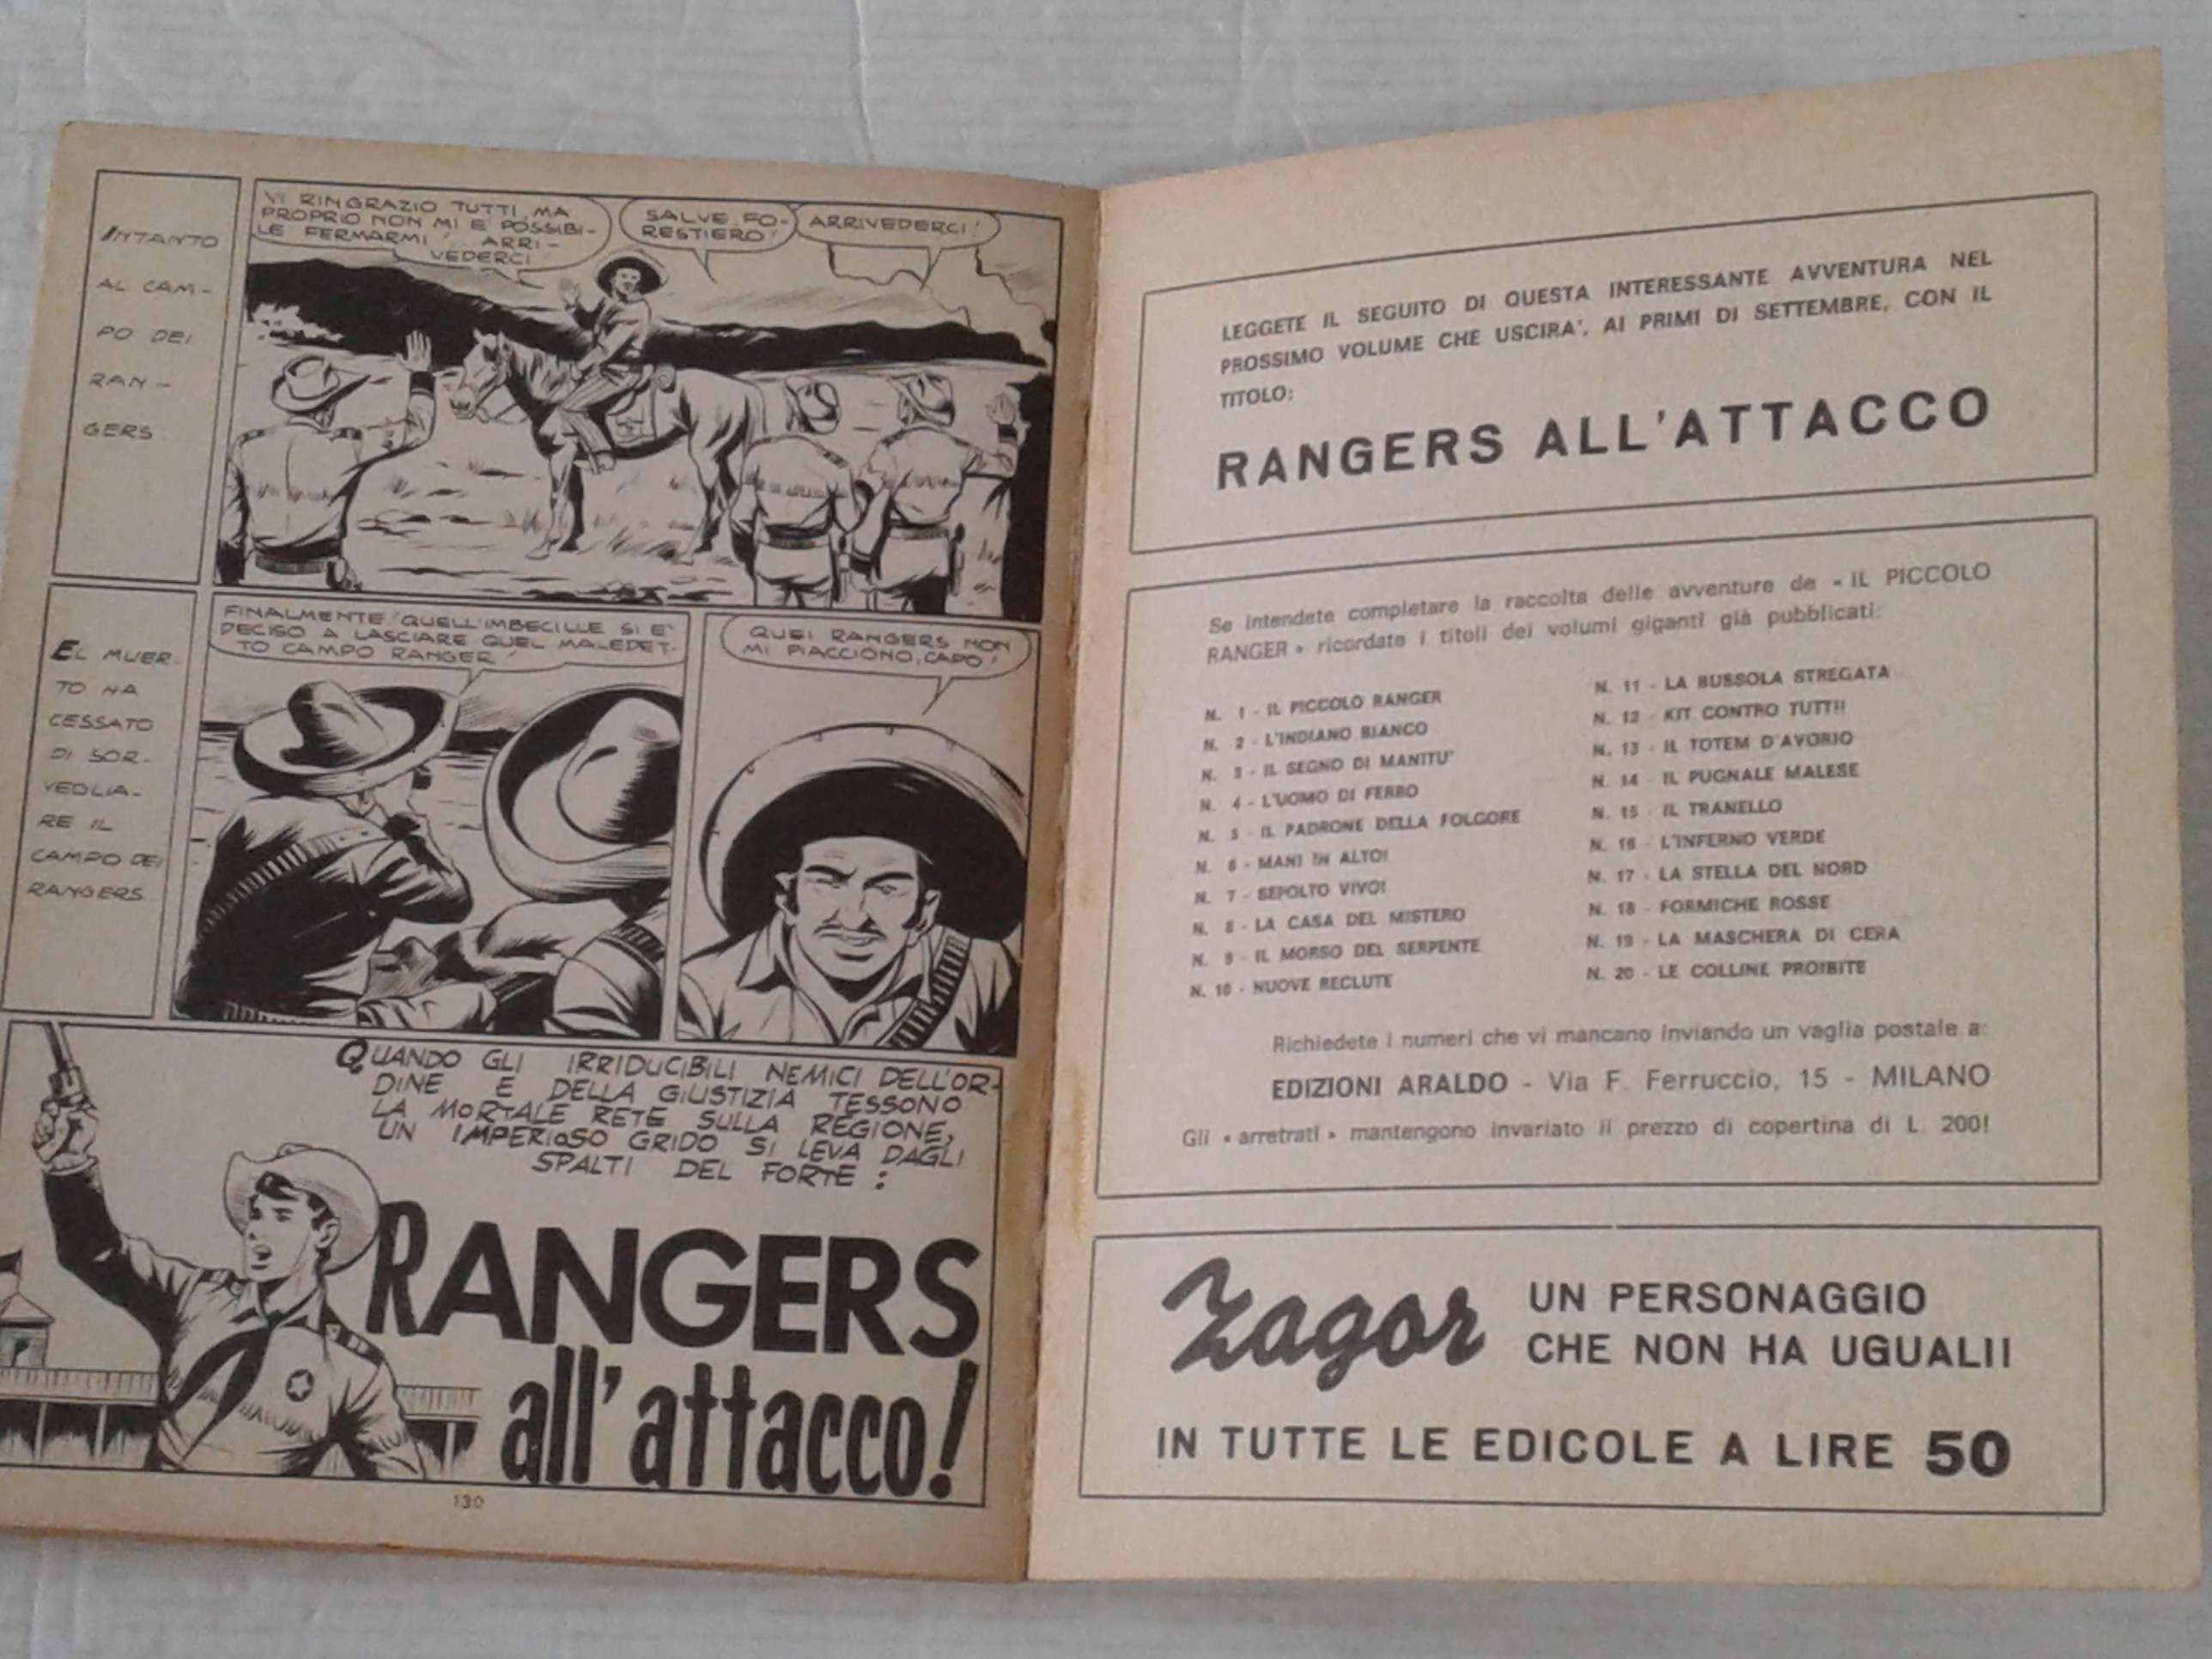 INTANTO
AL CAM-
PO DEI
RAN-
GERS
VI RINGRAZIO TUTTI, MA
PROPRIO NON MI E' POSSIBI-
LE FERMARMI! ARRI-
VEDERCI!
SALVE, FO-
RESTIERO!
ARRIVEDERCI!
EL MUER-
TO HA
CESSATO
DI SOR-
VEGLIA-
RE IL
CAMPO DEI
RANGERS
FINALMENTE QUELL'IMBECILLE SI E'
DECISO A LASCIARE QUEL MALEDET-
TO CAMPO RANGER!
QUEI RANGERS NON
MI PIACCIONO, CAPO!
QUANDO GLI IRRIDUCIBILI NEMICI DELL'OR-
DINE E DELLA GIUSTIZIA TESSONO
LA MORTALE RETE SULLA REGIONE,
UN IMPERIOSO GRIDO SI LEVA DAGLI
SPALTI DEL FORTE:
RANGERS
all'attacco!
130
LEGGETE IL SEGUITO DI QUESTA INTERESSANTE AVVENTURA NEL
PROSSIMO VOLUME CHE USCIRA', AI PRIMI DI SETTEMBRE, CON IL
TITOLO:
RANGERS ALL'ATTACCO
Se intendete completare la raccolta delle avventure de « IL PICCOLO
RANGER » ricordate i titoli dei volumi giganti già pubblicati:
N. 1 - IL PICCOLO RANGER
N. 2 - L'INDIANO BIANCO
N. 3 - IL SEGNO DI MANITU'
N. 4 - L'UOMO DI FERRO
N. 5 - IL PADRONE DELLA FOLGORE
N. 6 - MANI IN ALTO!
N. 7 - SEPOLTO VIVO!
N. 8 - LA CASA DEL MISTERO
N. 9 - IL MORSO DEL SERPENTE
N. 10 - NUOVE RECLUTE
N. 11 - LA BUSSOLA STREGATA
N. 12 - KIT CONTRO TUTTI!
N. 13 - IL TOTEM D'AVORIO
N. 14 - IL PUGNALE MALESE
N. 15 - IL TRANELLO
N. 16 - L'INFERNO VERDE
N. 17 - LA STELLA DEL NORD
N. 18 - FORMICHE ROSSE
N. 19 - LA MASCHERA DI CERA
N. 20 - LE COLLINE PROIBITE
Richiedete i numeri che vi mancano inviando un vaglia postale a:
EDIZIONI ARALDO - Via F. Ferruccio, 15 - MILANO
Gli « arretrati » mantengono invariato il prezzo di copertina di L. 200!
Zagor
UN PERSONAGGIO
CHE NON HA UGUALI!
IN TUTTE LE EDICOLE A LIRE 50